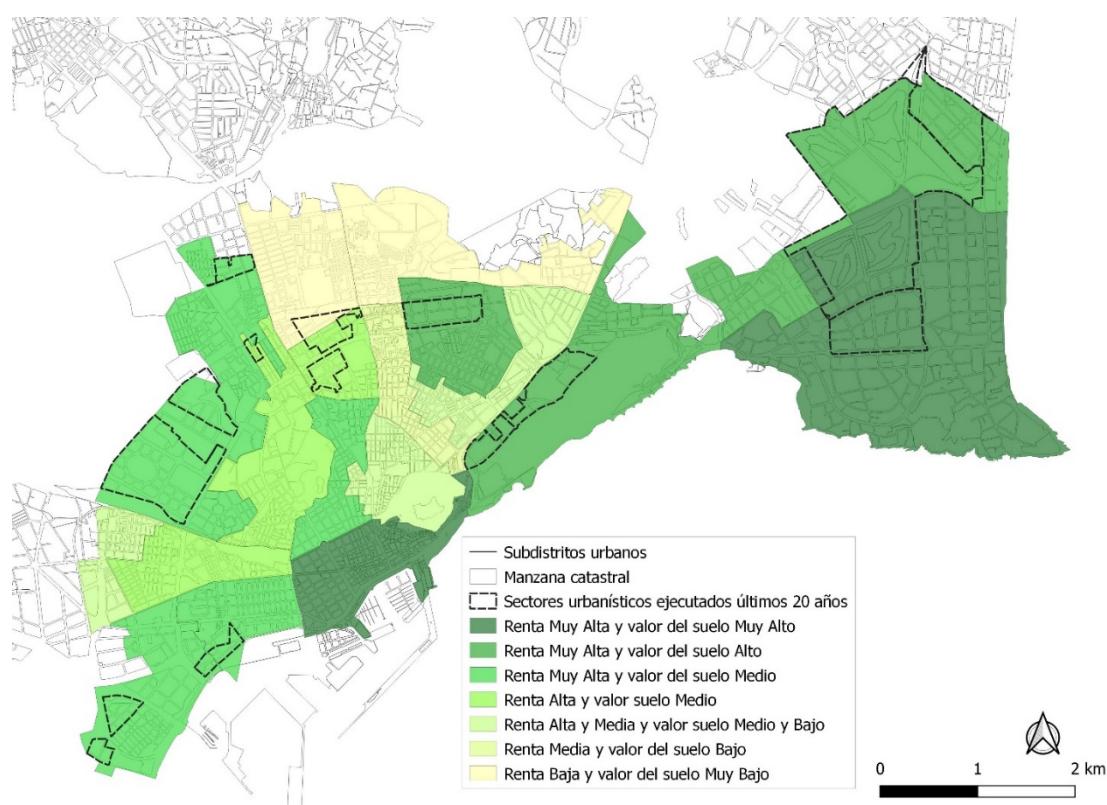 Subdistritos urbanos
Manzana catastral
Sectores urbanísticos ejecutados últimos 20 años
Renta Muy Alta y valor del suelo Muy Alto
Renta Muy Alta y valor del suelo Alto
Renta Muy Alta y valor del suelo Medio
Renta Alta y valor suelo Medio
Renta Alta y Media y valor suelo Medio y Bajo
Renta Media y valor del suelo Bajo
Renta Baja y valor del suelo Muy Bajo
0 1 2 km